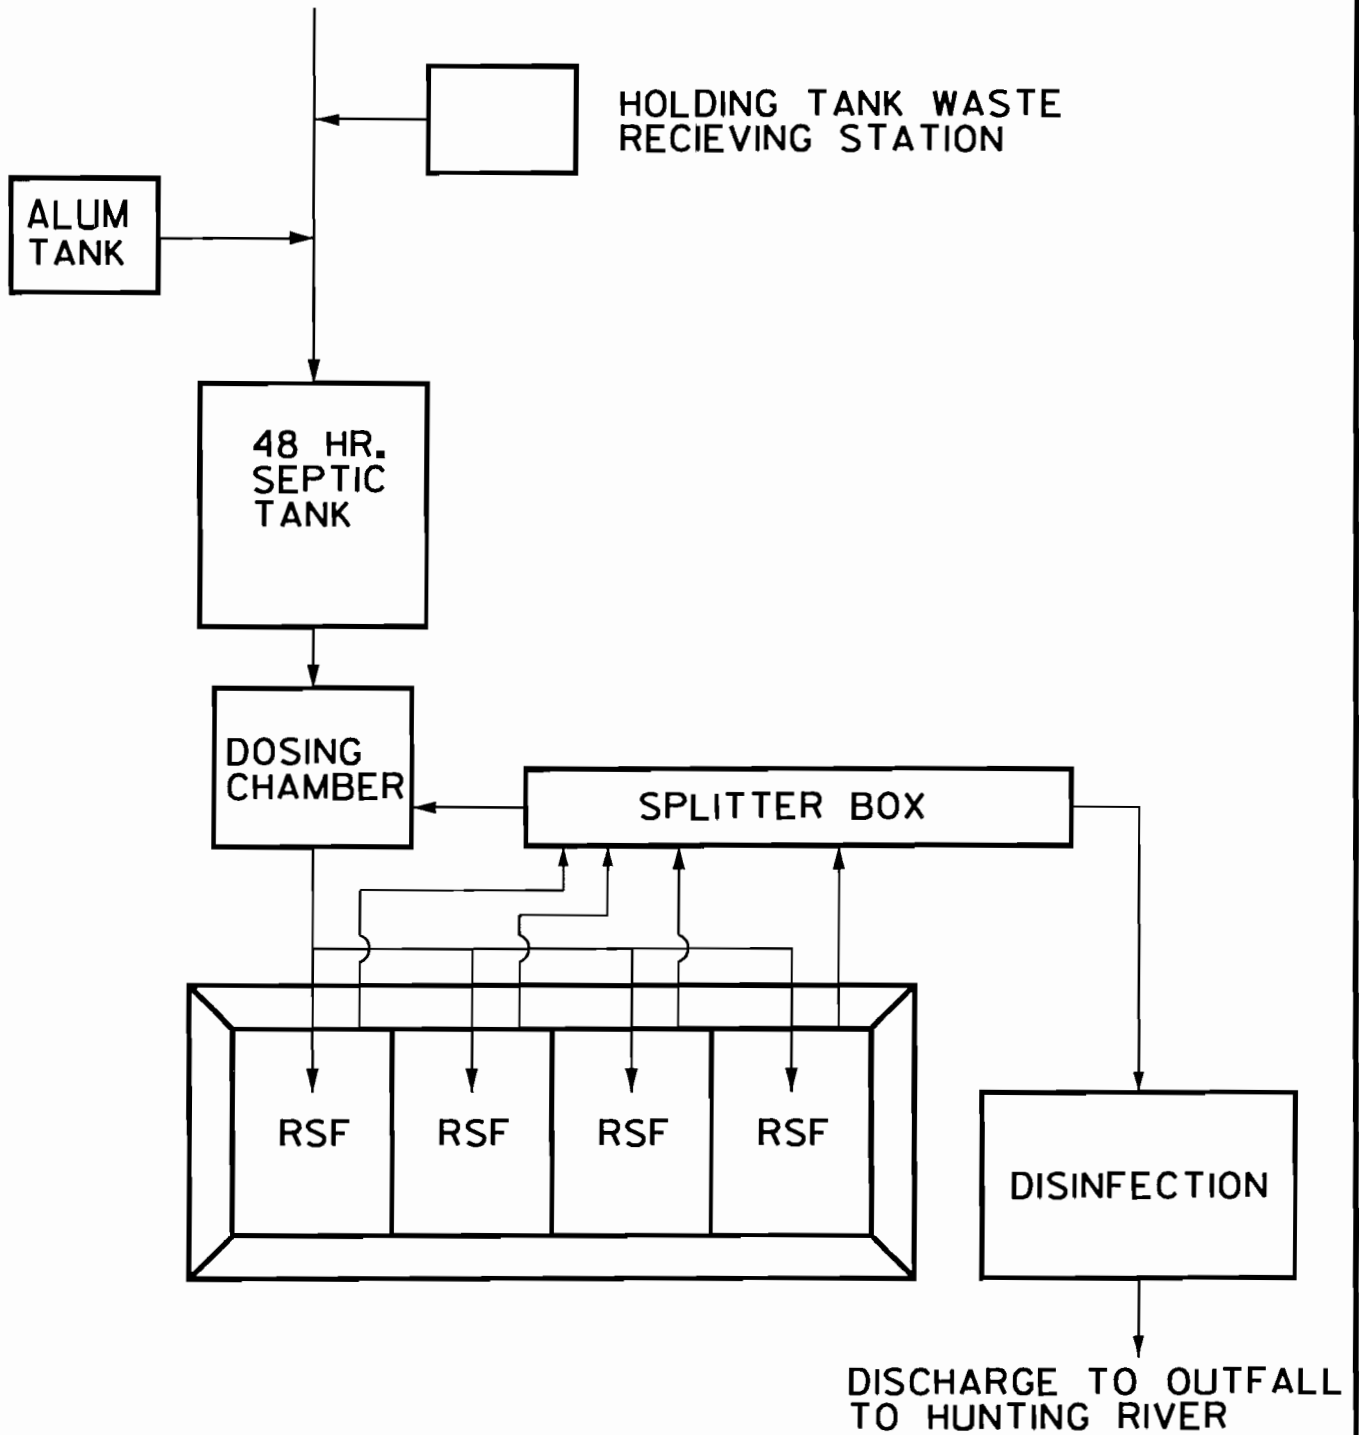 HOLDING TANK WASTE
RECIEVING STATION
ALUM
TANK
48 HR.
SEPTIC
TANK
DOSING
CHAMBER
SPLITTER BOX
RSF
RSF
RSF
RSF
DISINFECTION
DISCHARGE TO OUTFALL
TO HUNTING RIVER